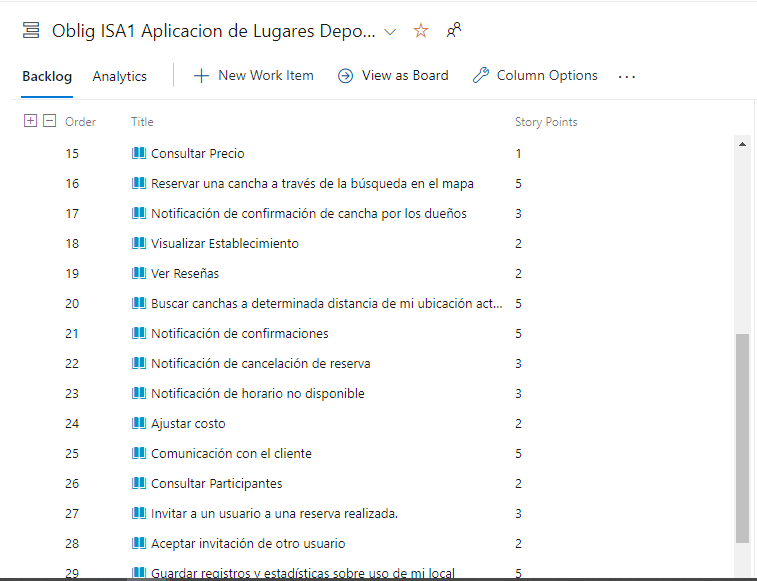 Oblig ISA1 Aplicacion de Lugares Depo...
Backlog Analytics New Work Item View as Board Column Options ...
Order Title Story Points
15 Consultar Precio 1
16 Reservar una cancha a través de la búsqueda en el mapa 5
17 Notificación de confirmación de cancha por los dueños 3
18 Visualizar Establecimiento 2
19 Ver Reseñas 2
20 Buscar canchas a determinada distancia de mi ubicación act... 5
21 Notificación de confirmaciones 5
22 Notificación de cancelación de reserva 3
23 Notificación de horario no disponible 3
24 Ajustar costo 2
25 Comunicación con el cliente 5
26 Consultar Participantes 2
27 Invitar a un usuario a una reserva realizada. 3
28 Aceptar invitación de otro usuario 2
29 Guardar registros y estadísticas sobre uso de mi local 5